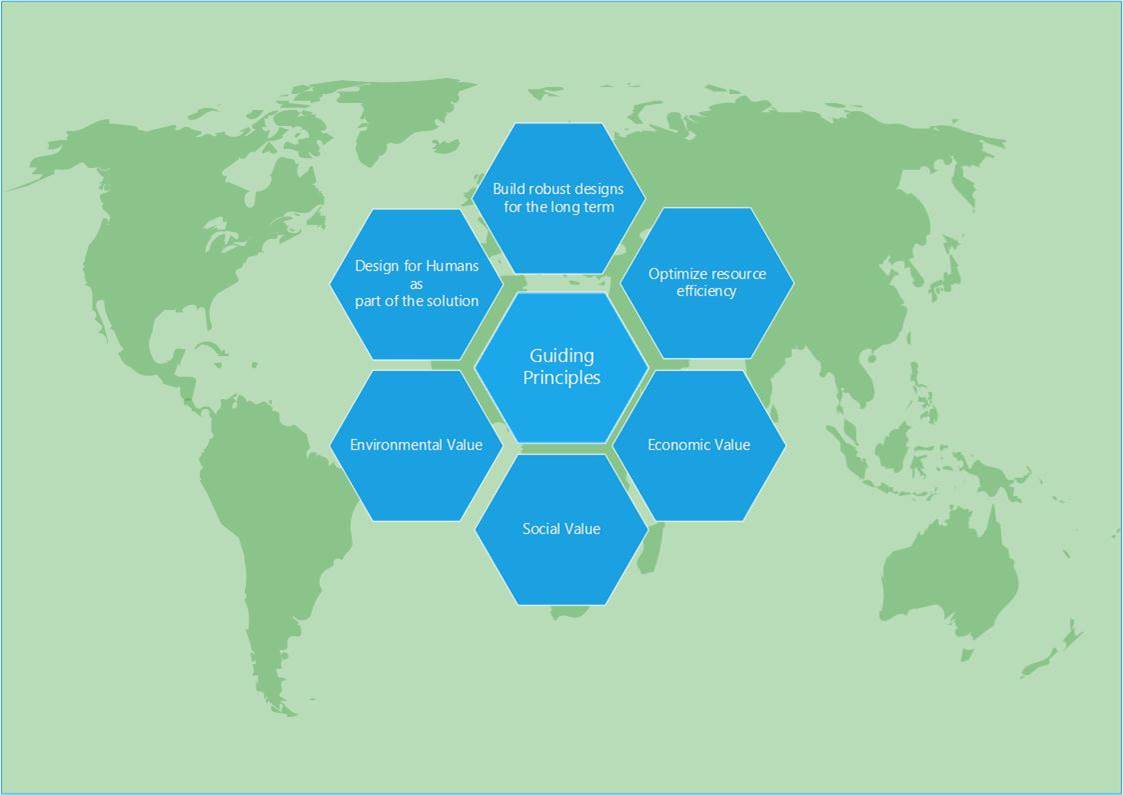 Build robust designs
for the long term
Design for Humans
as
part of the solution
Optimize resource
efficiency
Guiding
Principles
Environmental Value
Economic Value
Social Value